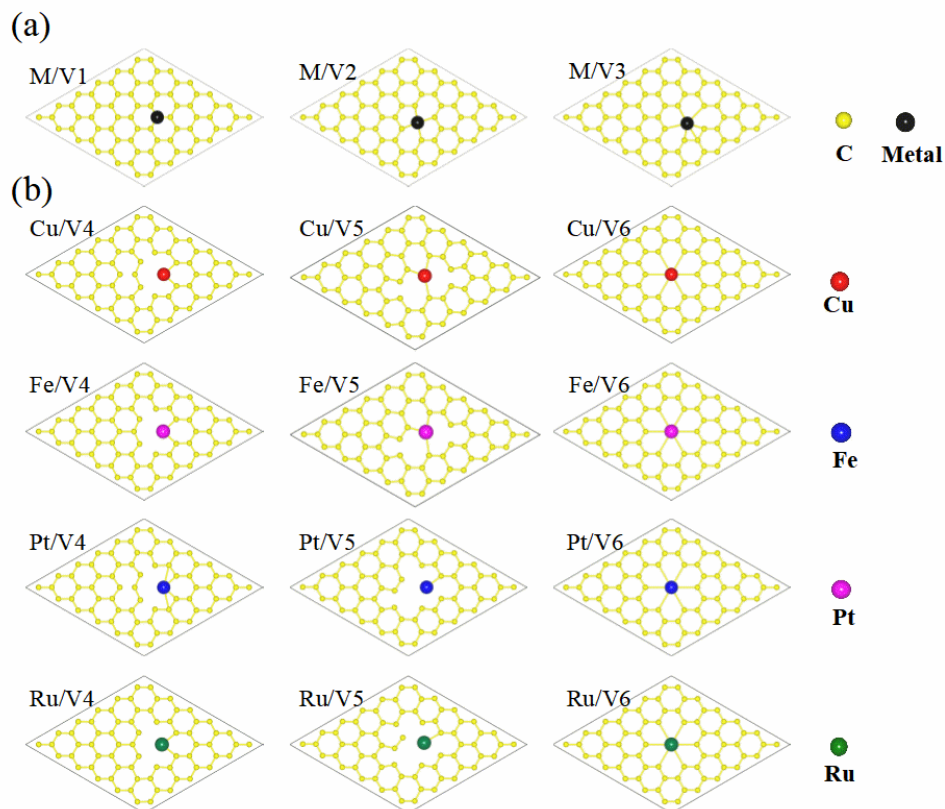 (a)
M/V1 M/V2 M/V3
C Metal
(b)
Cu/V4 Cu/V5 Cu/V6
Cu
Fe/V4 Fe/V5 Fe/V6
Fe
Pt/V4 Pt/V5 Pt/V6
Pt
Ru/V4 Ru/V5 Ru/V6
Ru